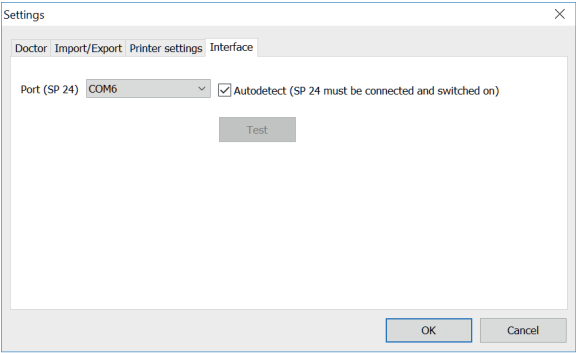 Settings
Doctor Import/Export Printer settings Interface
Port (SP 24) COM6 Autodetect (SP 24 must be connected and switched on)
Test
OK Cancel